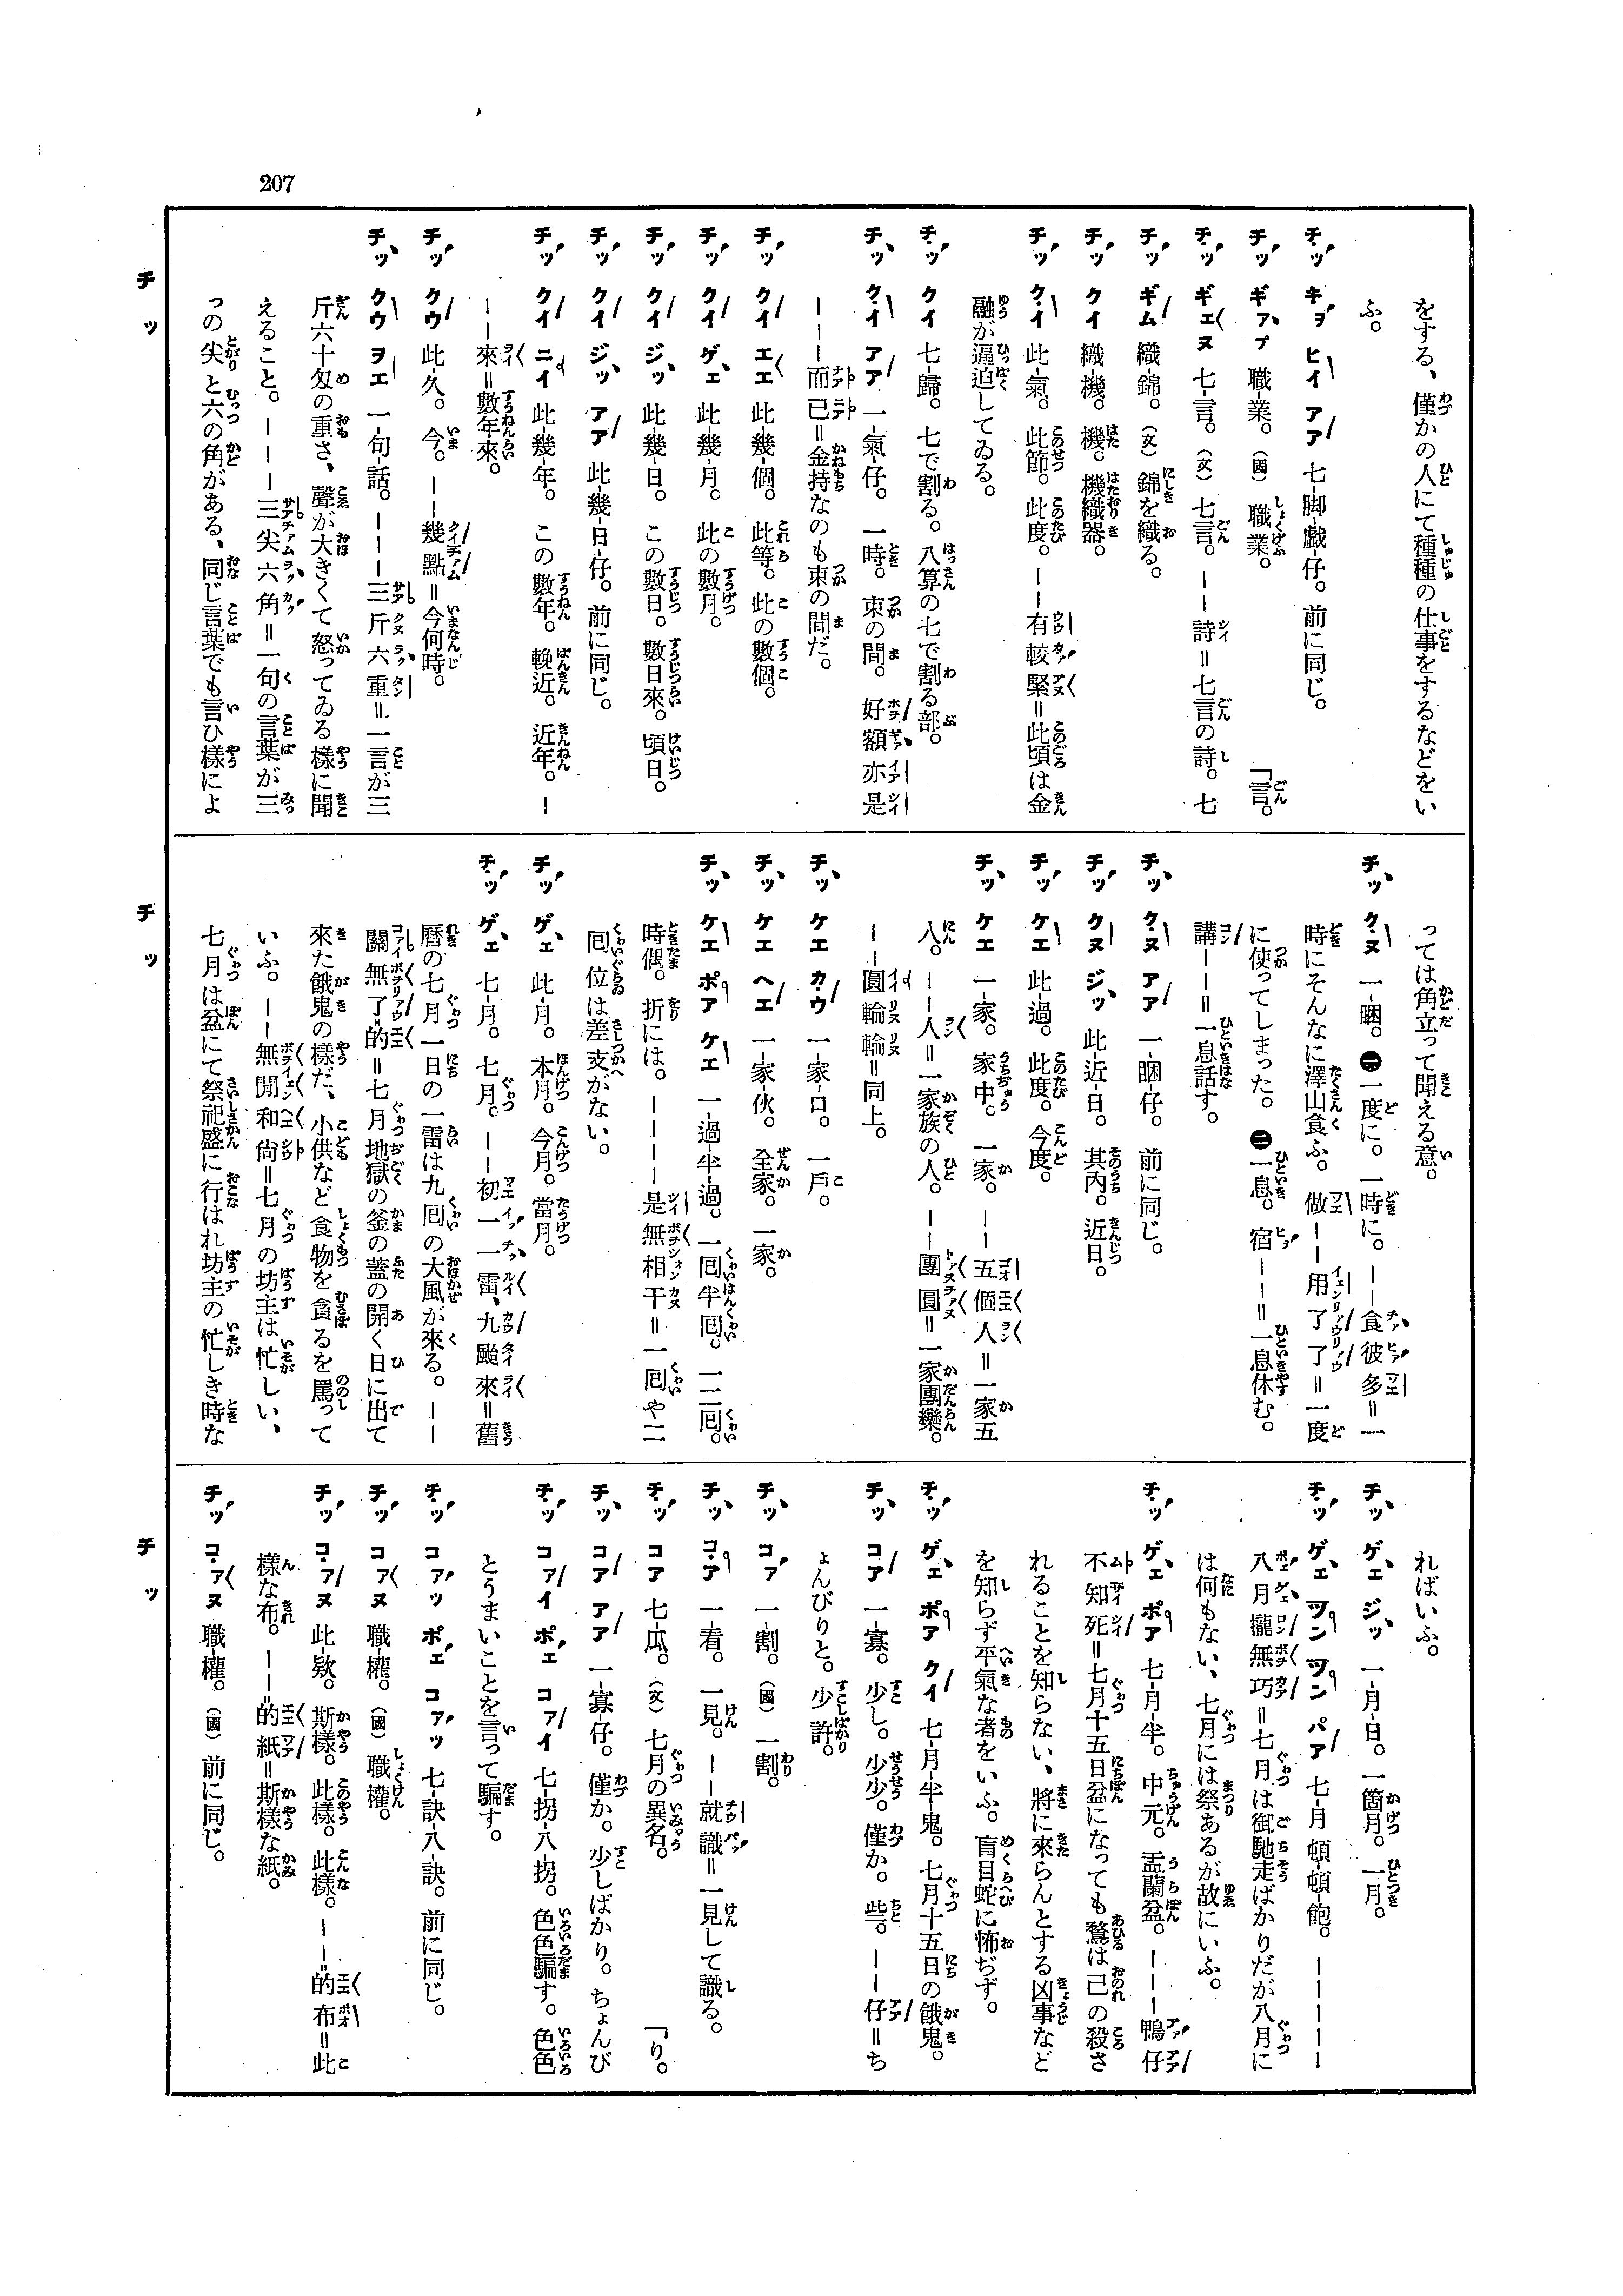 207
をする、僅かの人にて種種の仕事をするなどをい
ふ。
チッ キヲ ヒイ アア 七-脚-戲-仔。前に同じ。
チッ ギアプ 職-業。(國) 職業。 「言。
チッ ギエヌ 七-言。(文) 七言。——詩＝七言の詩。七
チッ ギム 織-錦。(文) 錦を織る。
チッ クイ 織-機。機。機織器。
チッ クイ 此-氣。此節。此度。——有較緊＝此頃は金
融が逼迫してゐる。
チッ クイ 七-歸。七で割る。八算の七で割る部。
チッ クイ アア 一-氣-仔。一時。束の間。好額亦是
———而已＝金持なのも束の間だ。
チッ クイ エエ 此-幾-個。此等。此の數個。
チッ クイ ゲエ 此-幾-月。此の數月。
チッ クイ ジッ 此-幾-日。この數日。數日來。頃日。
チッ クイ ジッ アア 此-幾-日-仔。前に同じ。
チッ クイ ニイ 此-幾-年。この數年。輓近。近年。—
——來＝數年來。
チッ クウ 此-久。今。——幾點＝今何時。
チッ クウ ヲエ 一-句-話。———三斤六重＝一言が三
斤六十匁の重さ、聲が大きくて怒ってゐる樣に聞
えること。———三尖六角＝一句の言葉が三
っの尖と六の角がある、同じ言葉でも言ひ樣によ
っては角立って聞える意。
チッ クヌ 一-睏。㊀一度に。一時に。——食彼多＝一
時にそんなに澤山食ふ。做——用了了＝一度
に使ってしまった。㊁一息。宿——＝一息休む。
講——＝一息話す。
チッ クヌ アア 一-睏-仔。前に同じ。
チッ クヌ ジッ 此-近-日。其內。近日。
チッ ケエ 此-過。此度。今度。
チッ ケエ 一-家。家中。一家。——五個人＝一家五
人。——人＝一家族の人。——團圓＝一家團欒。
——圓輪輪＝同上。
チッ ケエ カウ 一-家-口。一戶。
チッ ケエ ヘエ 一-家-伙。全家。一家。
チッ ケエ ポア ケエ 一-過-半-過。一囘半囘。一二囘。
時偶。折には。————是無相干＝一囘や二
囘位は差支がない。
チッ ゲエ 此-月。本月。今月。當月。
チッ ゲエ 七-月。七月。——初一一雷、九颱來＝舊
曆の七月一日の一雷は九囘の大風が來る。——
關無了的＝七月地獄の釜の蓋の開く日に出て
來た餓鬼の樣だ、小供など食物を貪るを罵って
いふ。——無閒和尙＝七月の坊主は忙しい、
七月は盆にて祭祀盛に行はれ坊主の忙しき時な
ればいふ。
チッ ゲエ ジッ 一-月-日。一箇月。一月。
チッ ゲエ ツン ツン パア 七-月 頓-頓-飽。—————
八月攏無巧＝七月は御馳走ばかりだが八月に
は何もない、七月には祭あるが故にいふ。
チッ ゲエ ポア 七-月-半。中元。盂蘭盆。———鴨仔
不知死＝七月十五日盆になっても鶩は己の殺さ
れることを知らない、將に來らんとする凶事など
を知らず平氣な者をいふ。盲目蛇に怖ぢず。
チッ ゲエ ポア クイ 七-月-半-鬼。七月十五日の餓鬼。
チッ コア 一-寡。少し。少少。僅か。些。——仔＝ち
ょんびりと。少許。
チッ コア 一-割。(國) 一割。
チッ コア 一-看。一見。——就識＝一見して識る。
チッ コア 七-瓜。(文) 七月の異名。 「り。
チッ コア アア 一-寡-仔。僅か。少しばかり。ちょんび
チッ コアイ ポエ コアイ 七-拐-八-拐。色色騙す。色色
とうまいことを言って騙す。
チッ コアッ ポエ コアッ 七-訣-八-訣。前に同じ。
チッ コアヌ 職-權。(國) 職權。
チッ コアヌ 此-欵。斯樣。此樣。此樣。———的布＝此
樣な布。———的紙＝斯樣な紙。
チッ コアヌ 職-權。(國) 前に同じ。
チッ
チッ
チッ